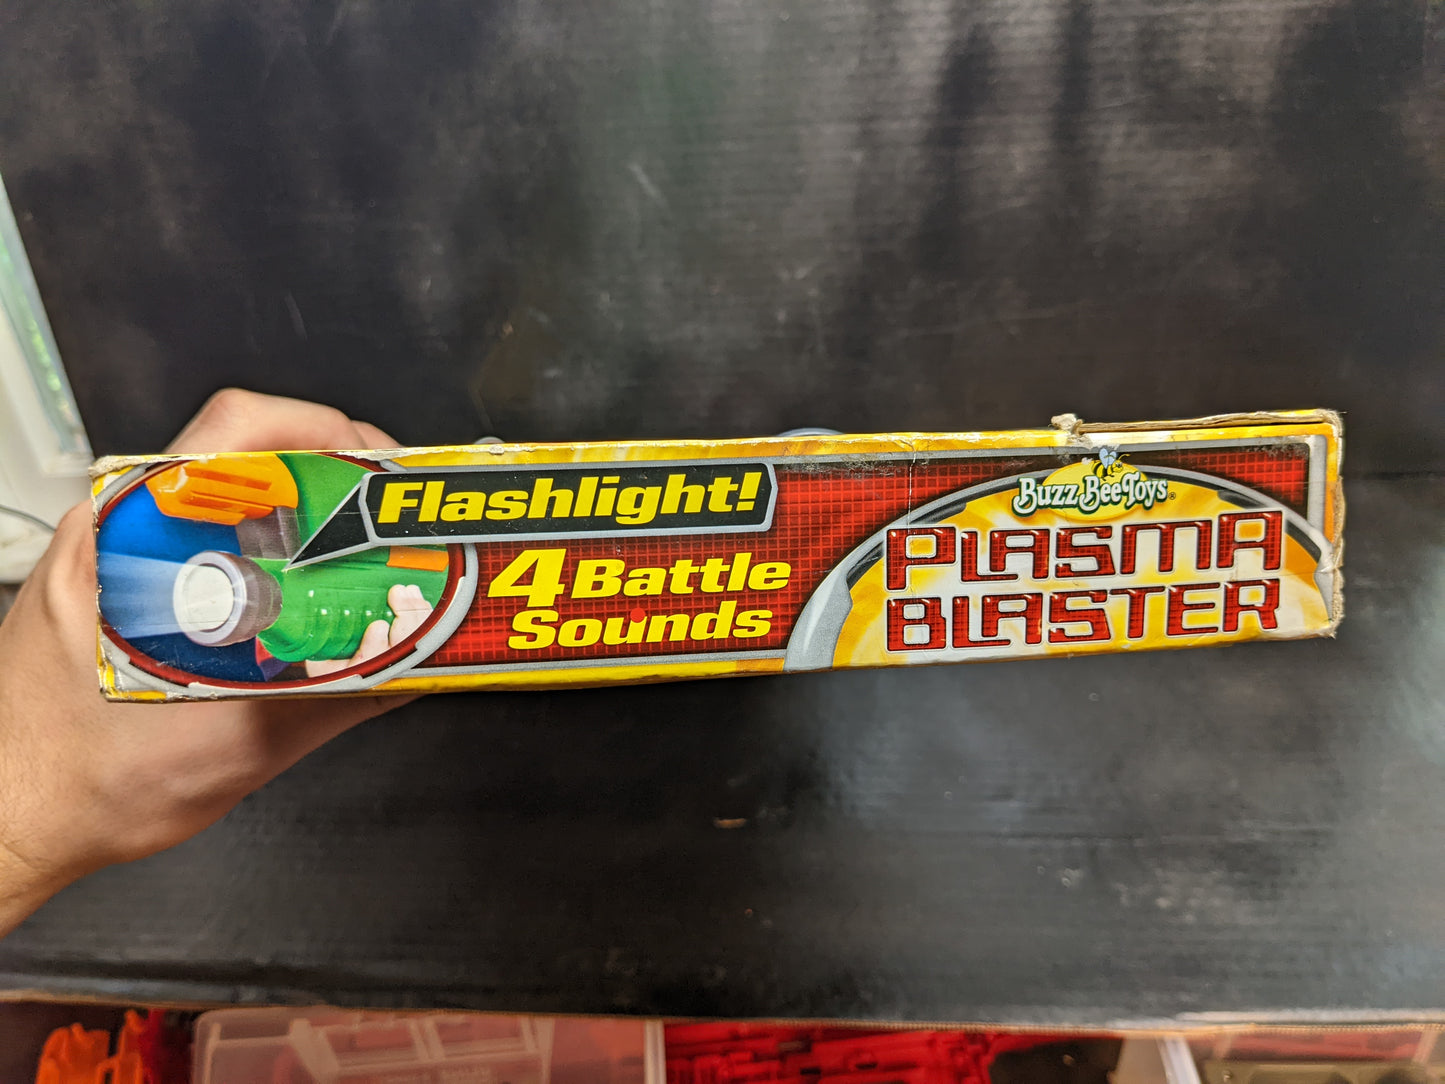 Flashlight!
4 Battle
Sounds
Buzz Bee Toys®
PLASMA
BLASTER